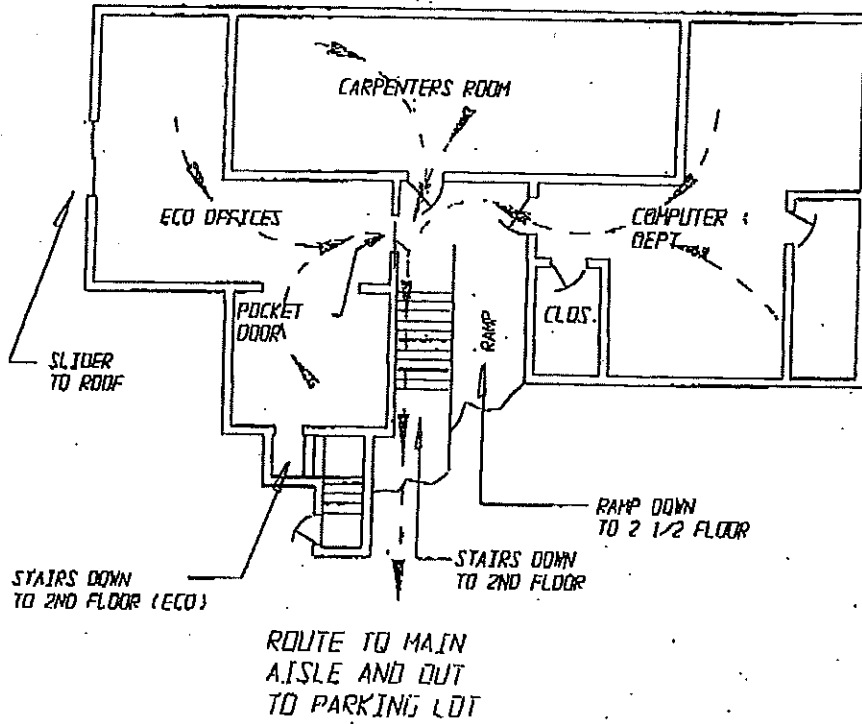 CARPENTERS ROOM
ECO OFFICES
COMPUTER
DEPT.
POCKET
DOOR
CLOS.
RAMP
SLIDER
TO ROOF
RAMP DOWN
TO 2 1/2 FLOOR
STAIRS DOWN
TO 2ND FLOOR
STAIRS DOWN
TO 2ND FLOOR (ECO)
ROUTE TO MAIN
AISLE AND OUT
TO PARKING LOT